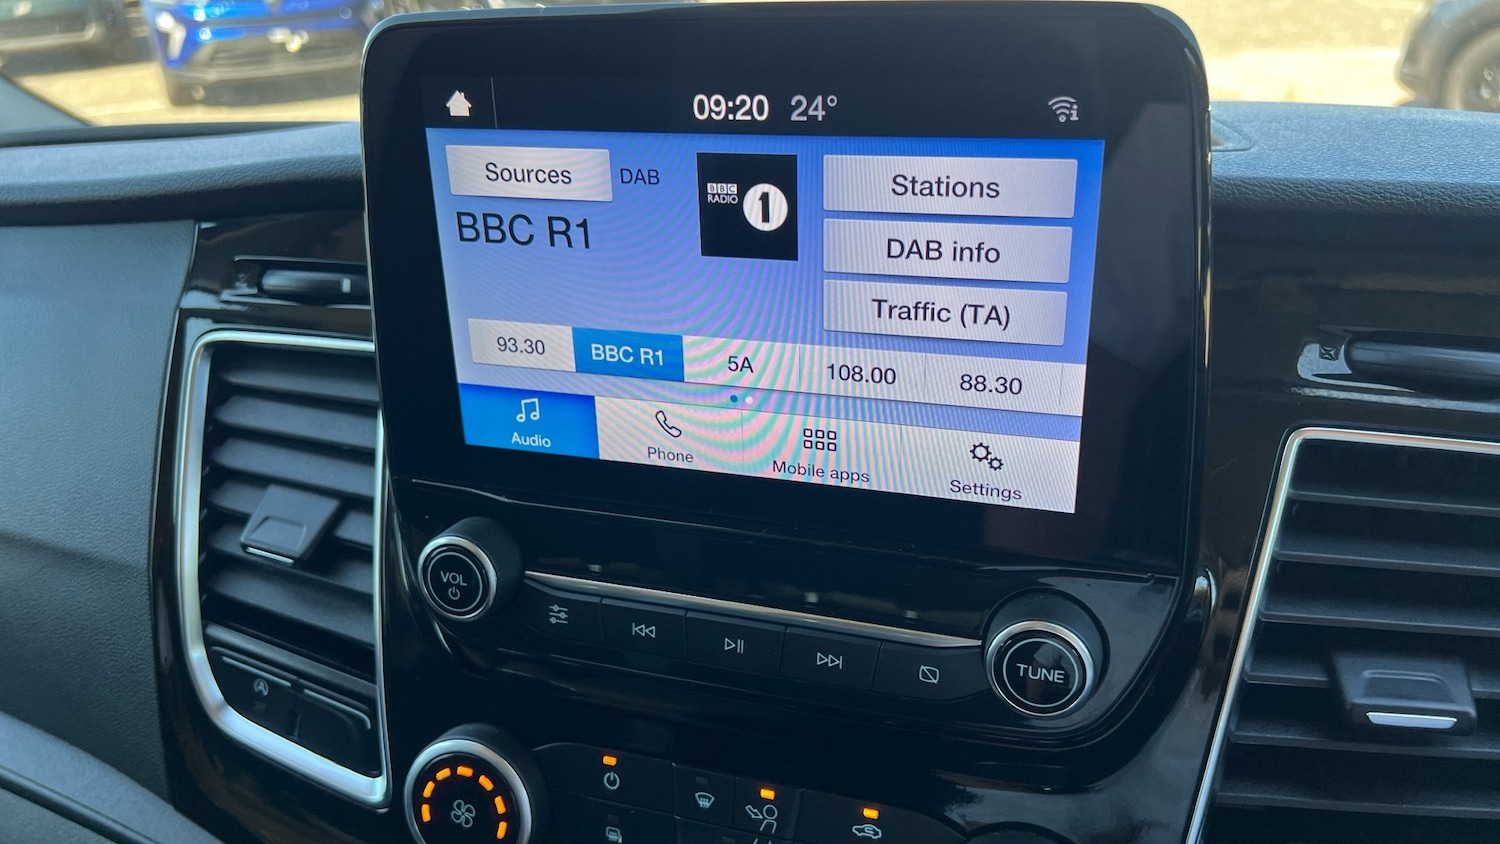 09:20 24°
Sources DAB
BBC R1
BBC
RADIO 1
Stations
DAB info
Traffic (TA)
93.30 BBC R1 5A 108.00 88.30
Audio Phone Mobile apps Settings
VOL
TUNE